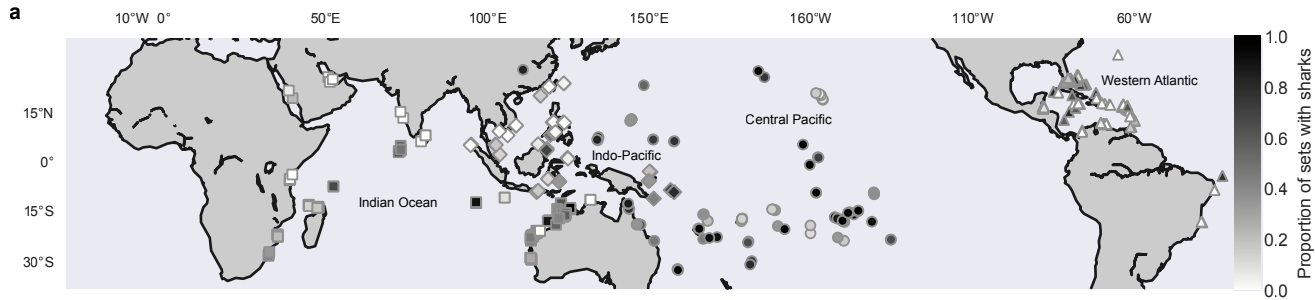 a
10°W 0° 50°E 100°E 150°E 160°W 110°W 60°W
1.0
Western Atlantic
0.8
15°N
Central Pacific
0.6
0°
Indo-Pacific
0.4
Indian Ocean
15°S
0.2
30°S
0.0
Proportion of sets with sharks